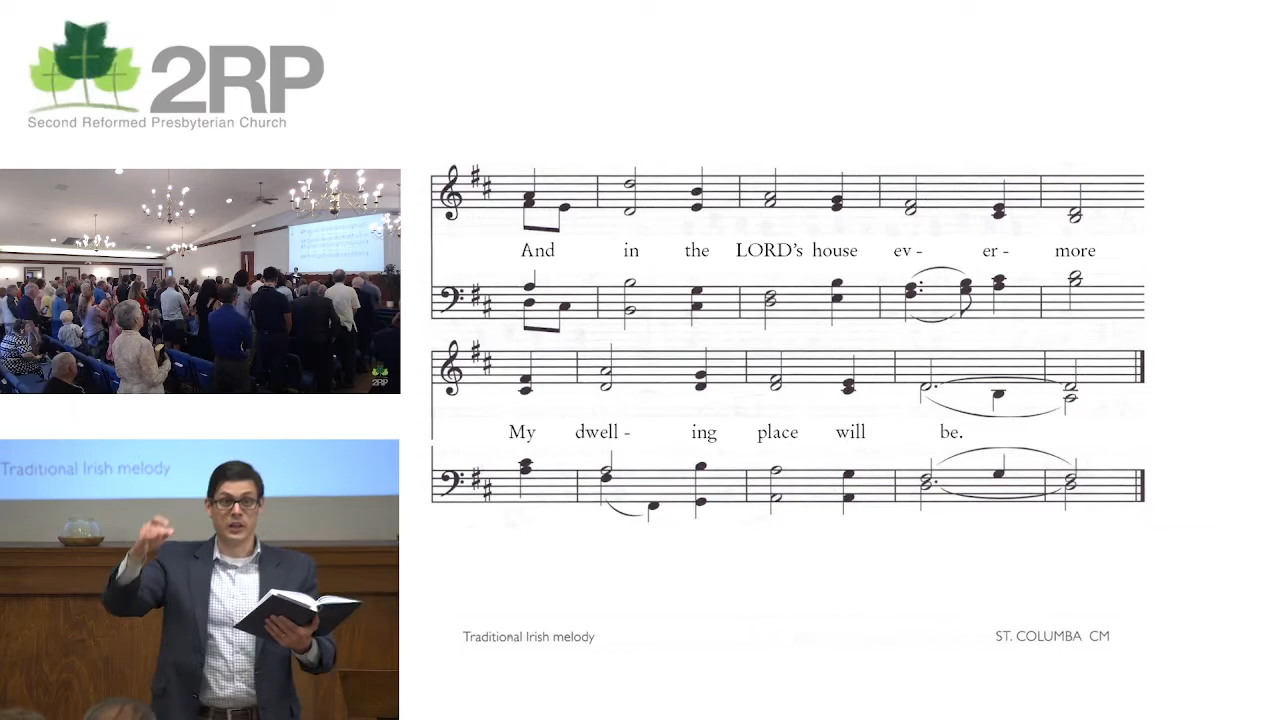 2RP
Second Reformed Presbyterian Church
And in the LORD's house ev - er - more
2RP
My dwell - ing place will be.
Traditional Irish melody
Traditional Irish melody ST. COLUMBA CM